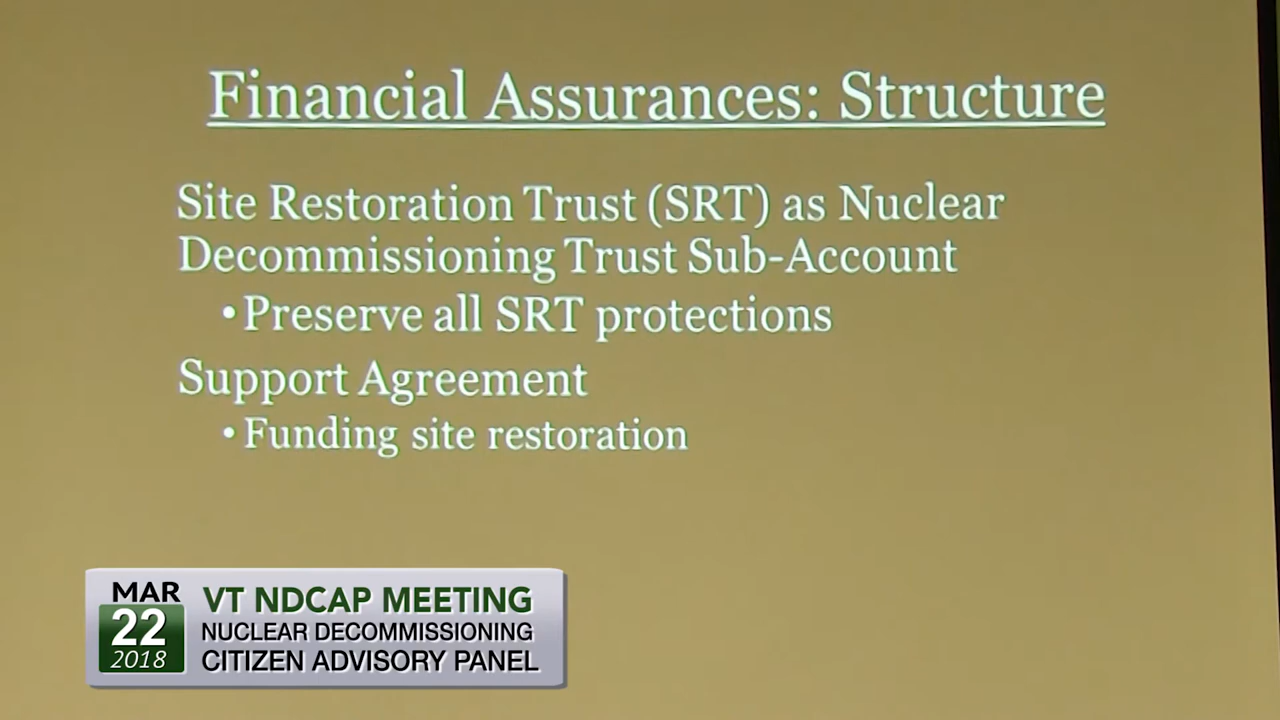 Financial Assurances: Structure
Site Restoration Trust (SRT) as Nuclear
Decommissioning Trust Sub-Account
• Preserve all SRT protections
Support Agreement
• Funding site restoration
MAR
22
2018
VT NDCAP MEETING
NUCLEAR DECOMMISSIONING
CITIZEN ADVISORY PANEL